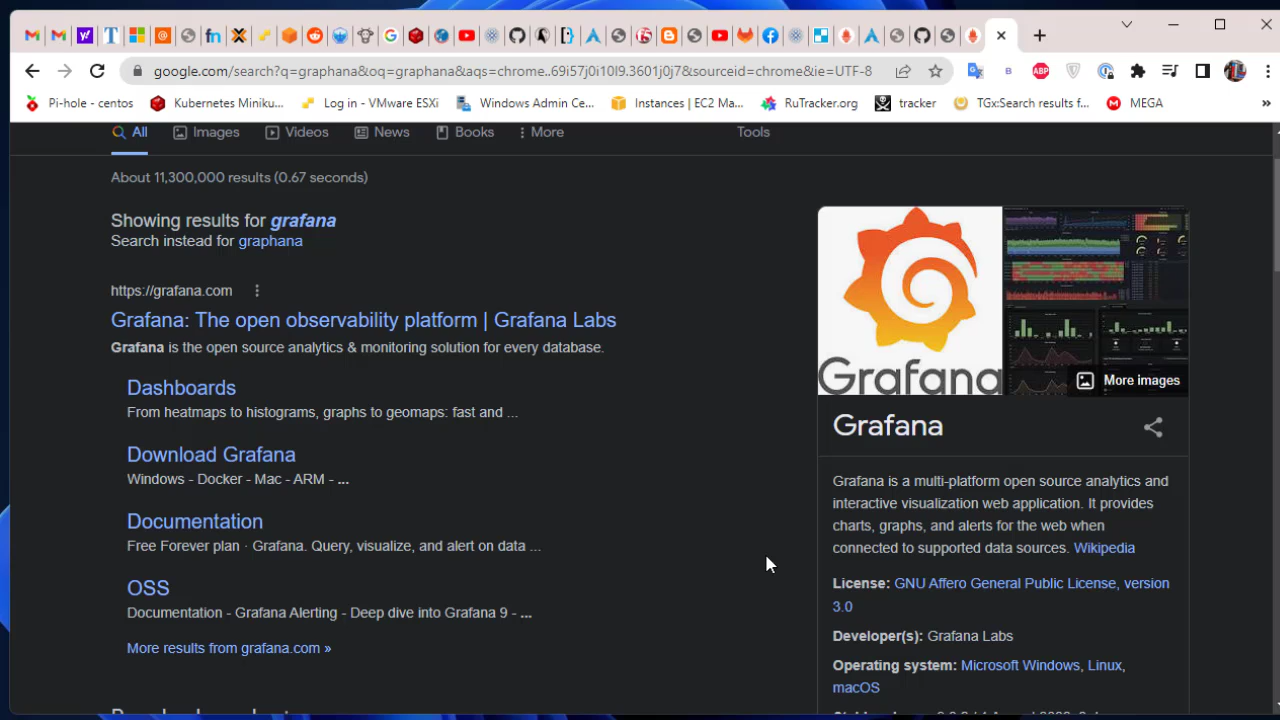 google.com/search?q=graphana&oq=graphana&aqs=chrome..69i57j0i10l9.3601j0j7&sourceid=chrome&ie=UTF-8
Pi-hole - centos
Kubernetes Miniku...
Log in - VMware ESXi
Windows Admin Ce...
Instances | EC2 Ma...
RuTracker.org
tracker
TGx:Search results f...
MEGA
»
All
Images
Videos
News
Books
More
Tools
About 11,300,000 results (0.67 seconds)
Showing results for grafana
Search instead for graphana
https://grafana.com
Grafana: The open observability platform | Grafana Labs
Grafana is the open source analytics & monitoring solution for every database.
Dashboards
From heatmaps to histograms, graphs to geomaps: fast and ...
Download Grafana
Windows - Docker - Mac - ARM - ...
Documentation
Free Forever plan · Grafana. Query, visualize, and alert on data ...
OSS
Documentation - Grafana Alerting - Deep dive into Grafana 9 - ...
More results from grafana.com »
Grafana
More images
Grafana
Grafana is a multi-platform open source analytics and
interactive visualization web application. It provides
charts, graphs, and alerts for the web when
connected to supported data sources. Wikipedia
License: GNU Affero General Public License, version
3.0
Developer(s): Grafana Labs
Operating system: Microsoft Windows, Linux,
macOS